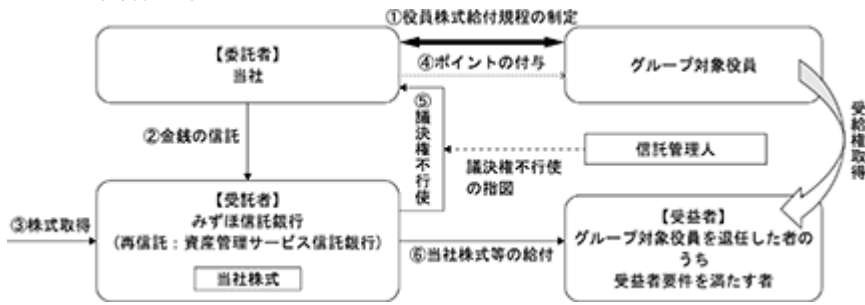 ①役員株式給付規程の制定
【委託者】
当社
④ポイントの付与
グループ対象役員
②金銭の信託
⑤議決権不行使
議決権不行使
の指図
信託管理人
受給権取得
③株式取得
【受託者】
みずほ信託銀行
(再信託:資産管理サービス信託銀行)
当社株式
⑥当社株式等の給付
【受益者】
グループ対象役員を退任した者の
うち
受益者要件を満たす者